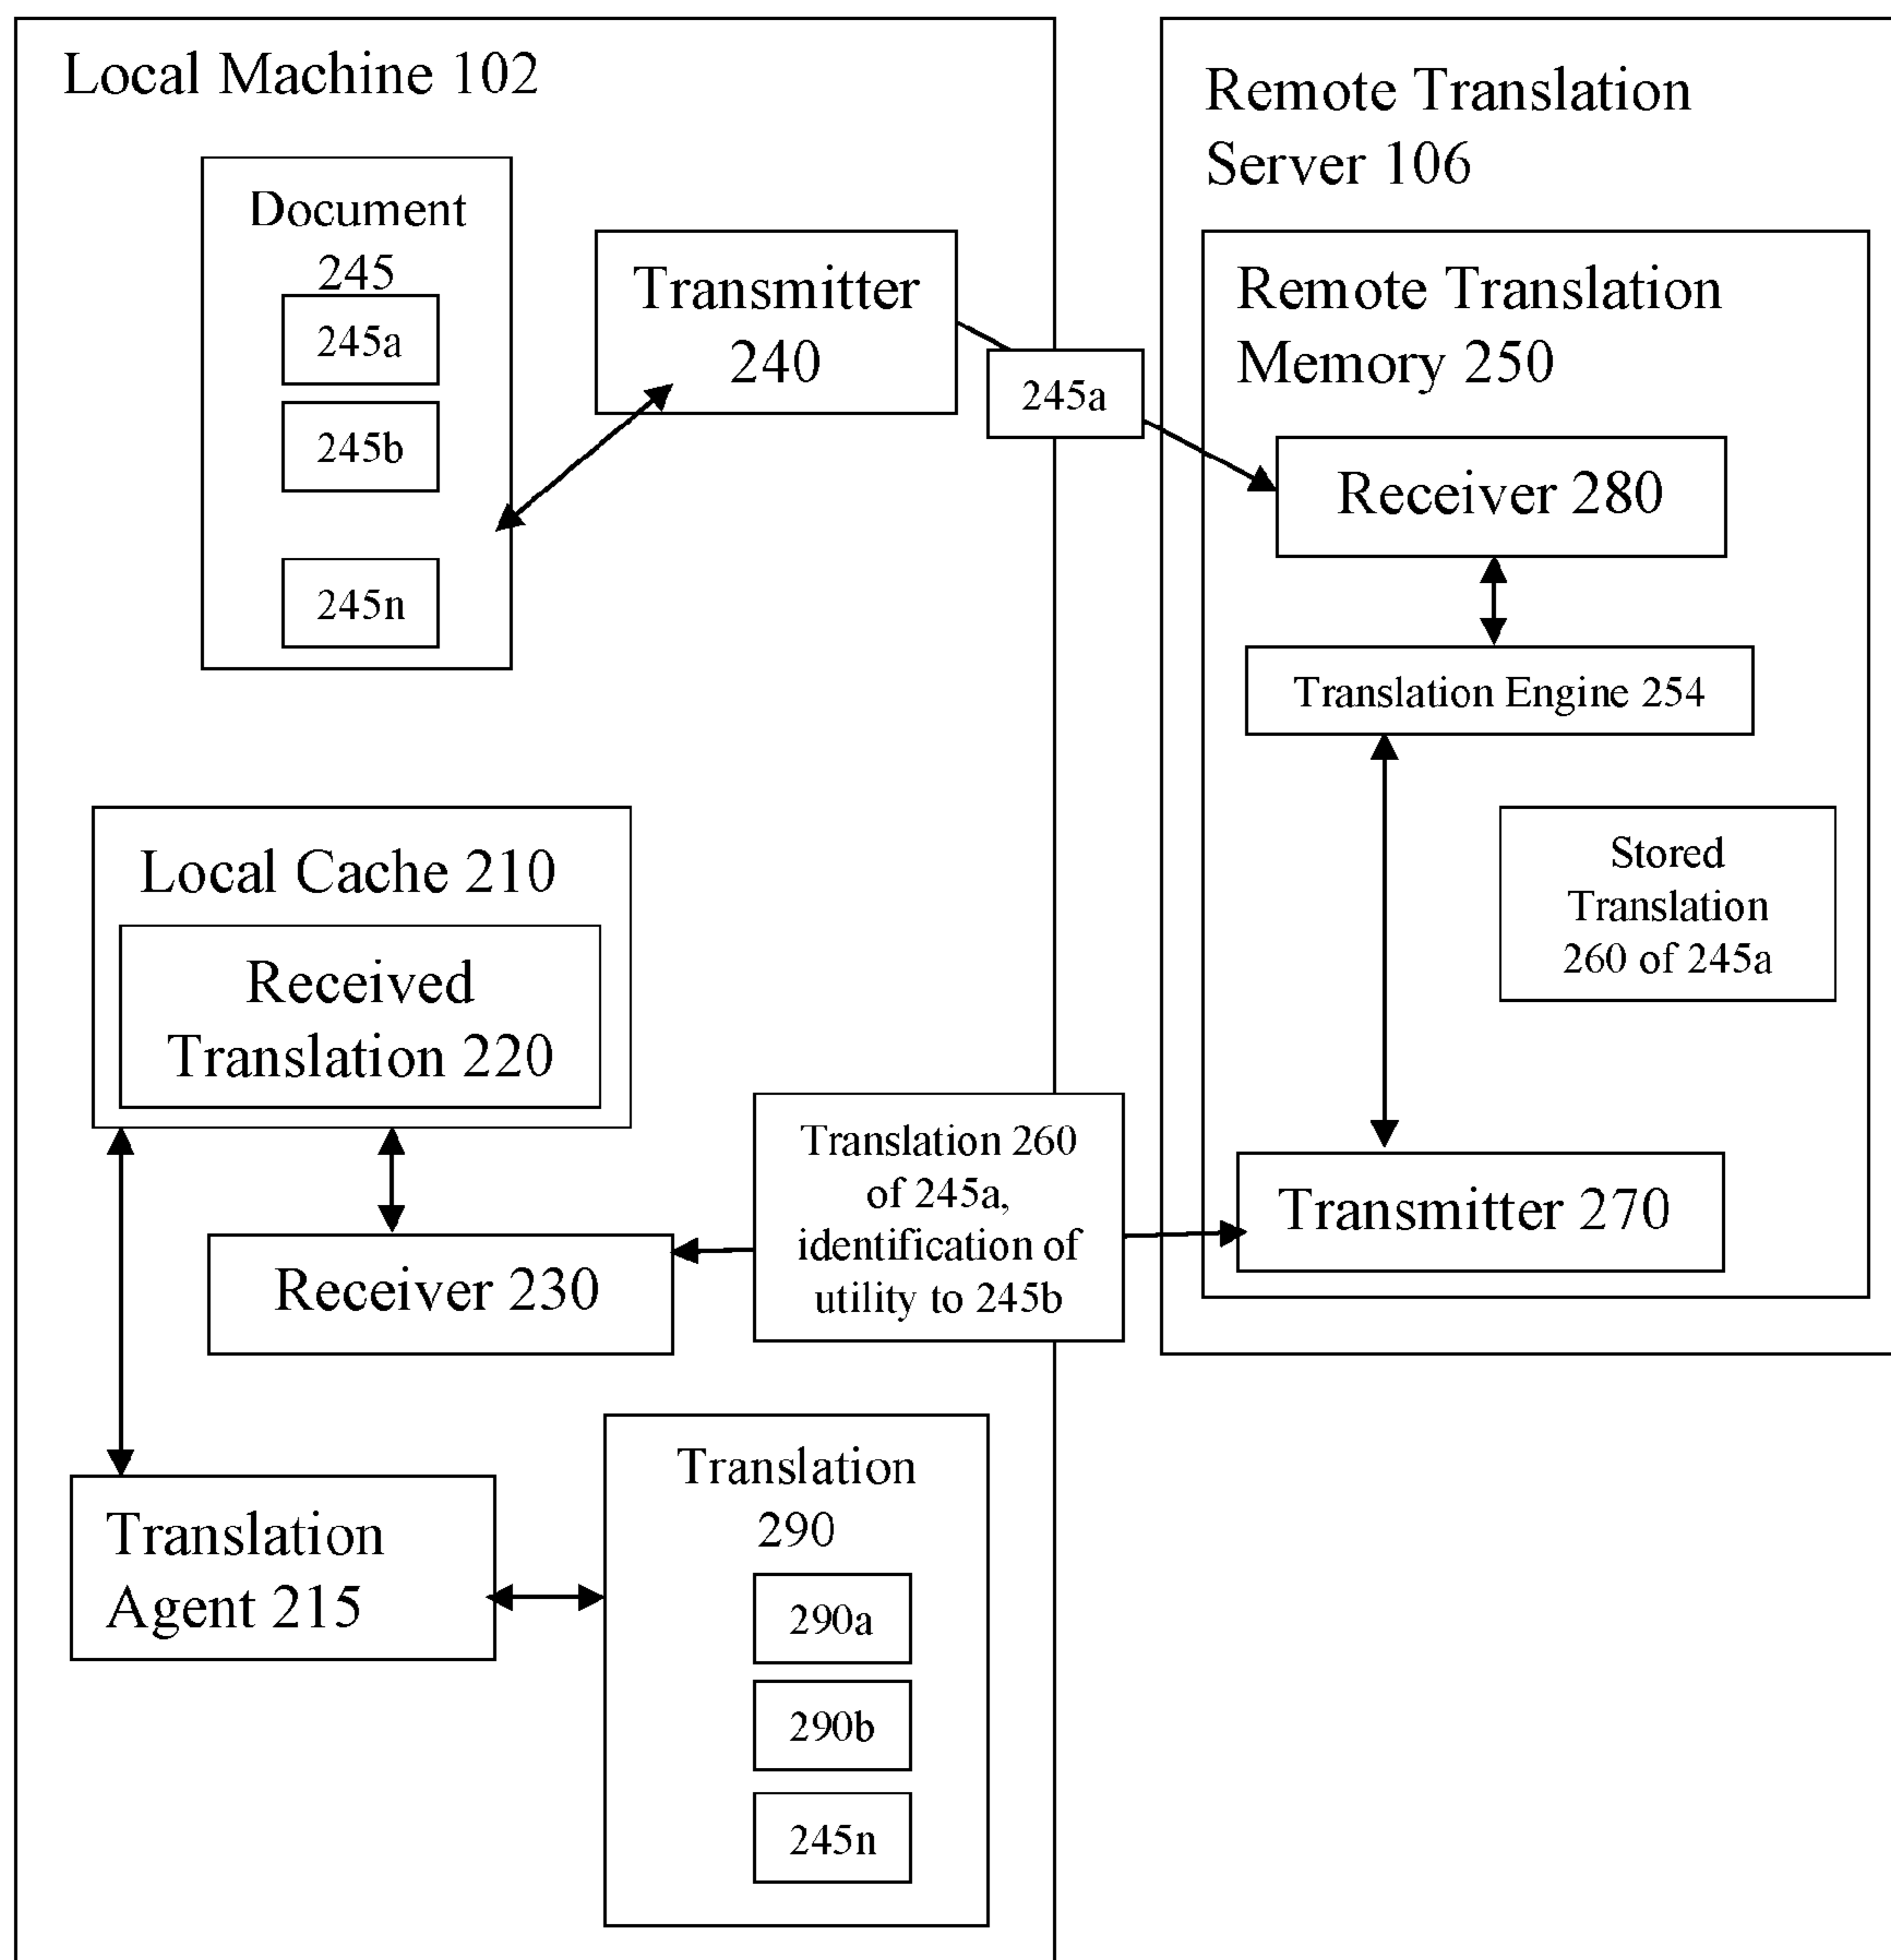 Local Machine 102
Document
245
245a
245b
245n
Transmitter
240
245a
Remote Translation
Server 106
Remote Translation
Memory 250
Receiver 280
Translation Engine 254
Stored
Translation
260 of 245a
Transmitter 270
Local Cache 210
Received
Translation 220
Translation 260
of 245a,
identification of
utility to 245b
Receiver 230
Translation
Agent 215
Translation
290
290a
290b
245n